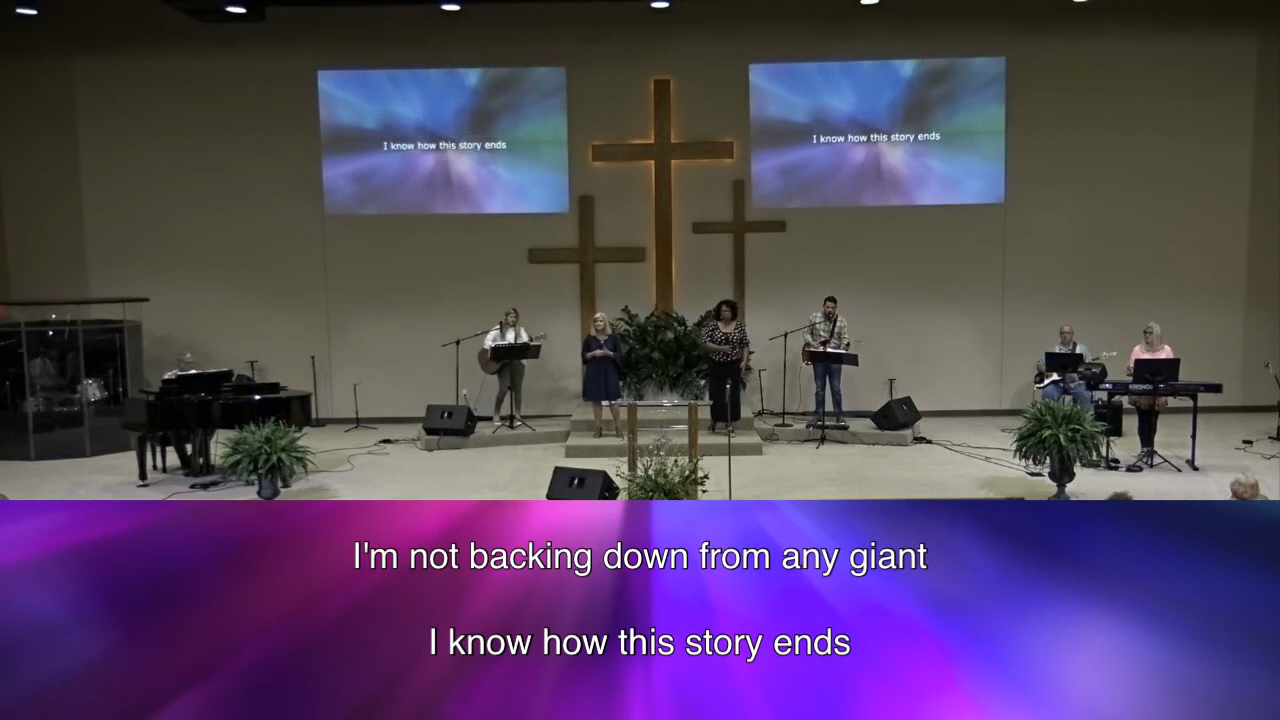 I know how this story ends
I know how this story ends
KRONOS
I'm not backing down from any giant
I know how this story ends